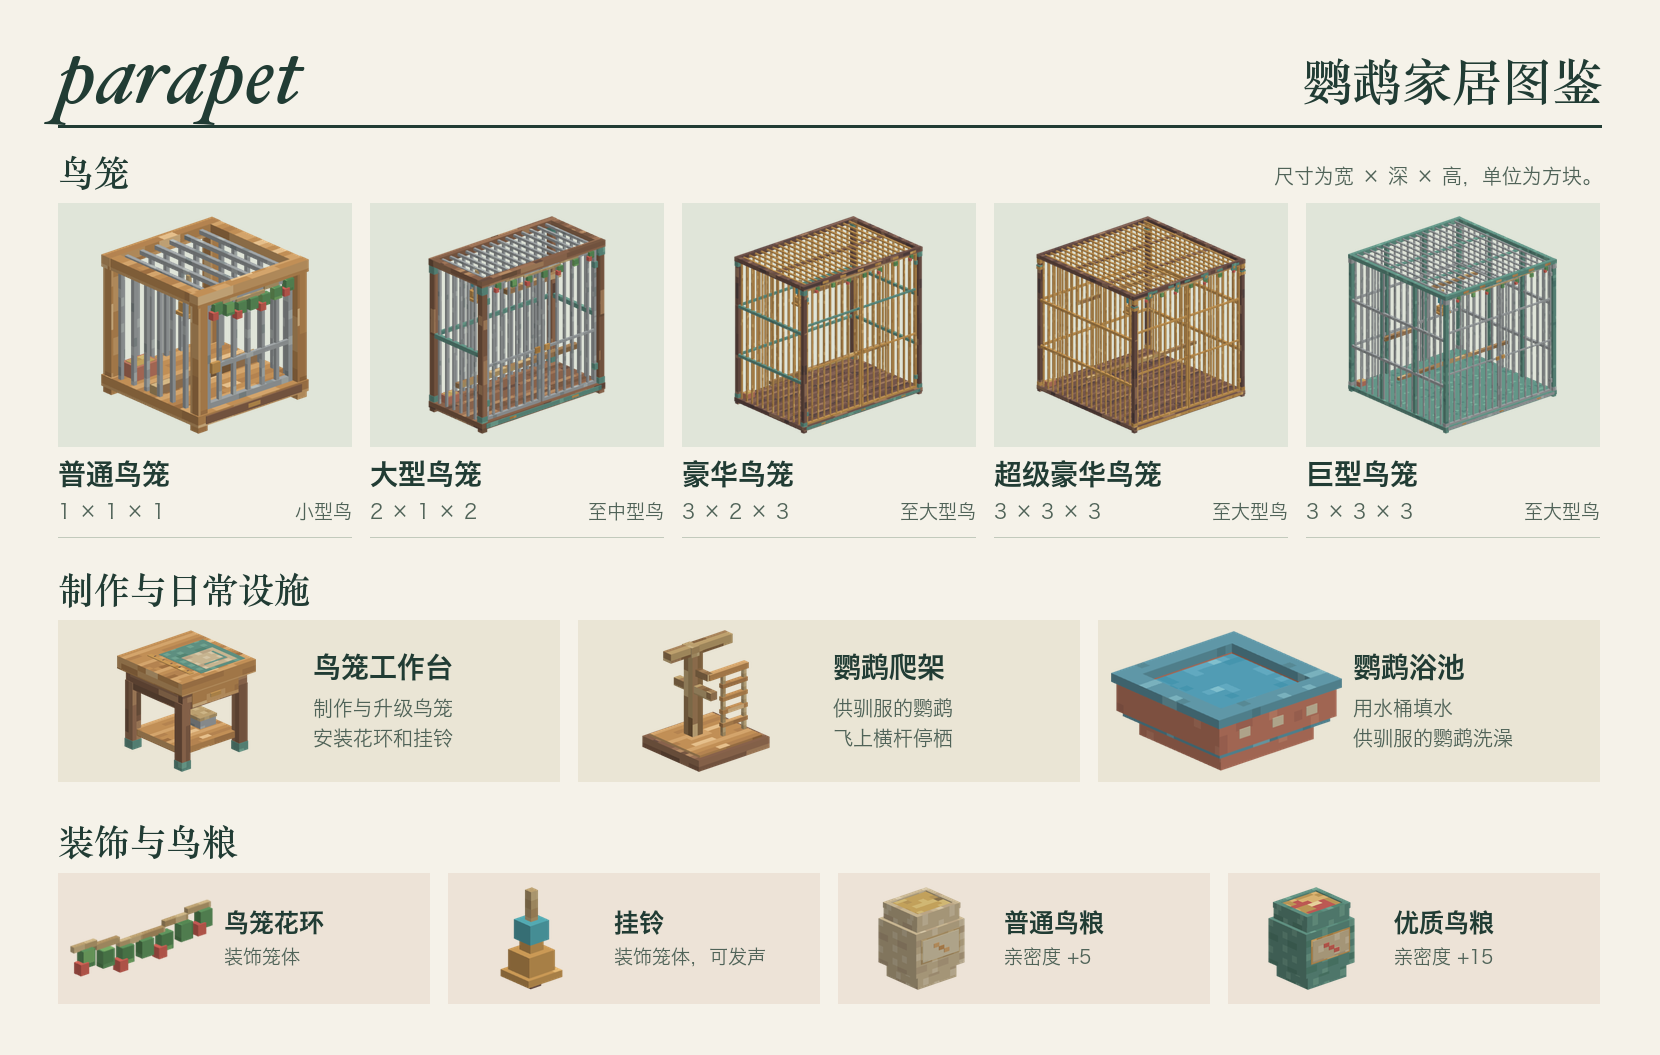 parapet
鹦鹉家居图鉴
鸟笼
尺寸为宽 × 深 × 高，单位为方块。
普通鸟笼
1 × 1 × 1
小型鸟
大型鸟笼
2 × 1 × 2
至中型鸟
豪华鸟笼
3 × 2 × 3
至大型鸟
超级豪华鸟笼
3 × 3 × 3
至大型鸟
巨型鸟笼
3 × 3 × 3
至大型鸟
制作与日常设施
鸟笼工作台
制作与升级鸟笼
安装花环和挂铃
鹦鹉爬架
供驯服的鹦鹉
飞上横杆停栖
鹦鹉浴池
用水桶填水
供驯服的鹦鹉洗澡
装饰与鸟粮
鸟笼花环
装饰笼体
挂铃
装饰笼体，可发声
普通鸟粮
亲密度 +5
优质鸟粮
亲密度 +15